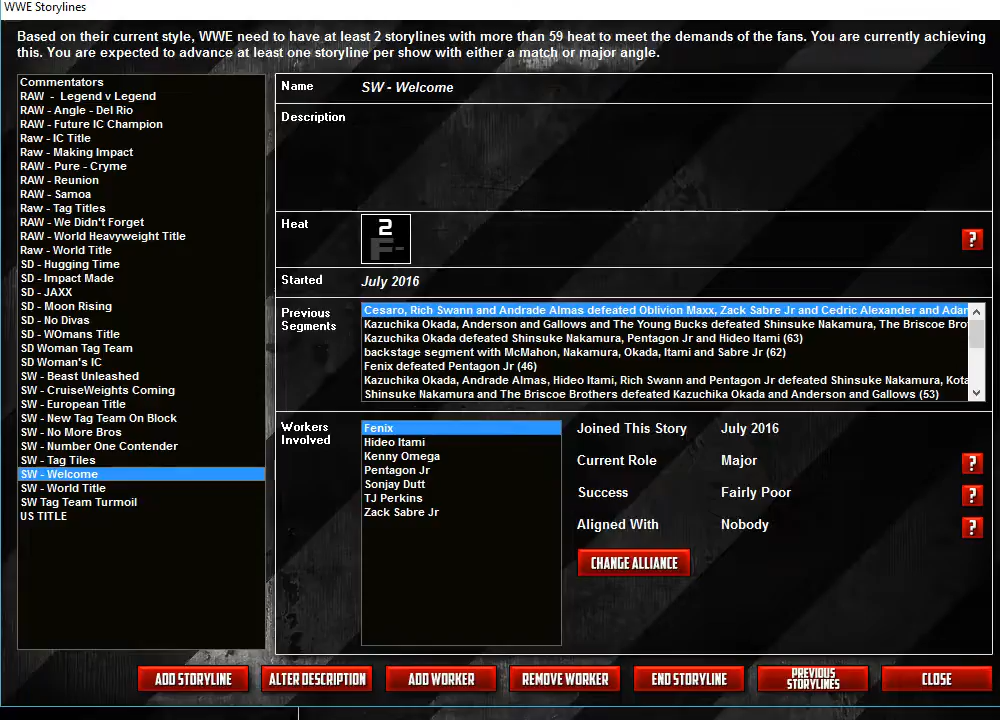 WWE Storylines
Based on their current style, WWE need to have at least 2 storylines with more than 59 heat to meet the demands of the fans. You are currently achieving
this. You are expected to advance at least one storyline per show with either a match or major angle.
Commentators
RAW - Legend v Legend
RAW - Angle - Del Rio
RAW - Future IC Champion
Raw - IC Title
Raw - Making Impact
RAW - Pure - Cryme
RAW - Reunion
RAW - Samoa
Raw - Tag Titles
RAW - We Didn't Forget
RAW - World Heavyweight Title
Raw - World Title
SD - Hugging Time
SD - Impact Made
SD - JAXX
SD - Moon Rising
SD - No Divas
SD - WOmans Title
SD Woman Tag Team
SD Woman's IC
SW - Beast Unleashed
SW - CruiseWeights Coming
SW - European Title
SW - New Tag Team On Block
SW - No More Bros
SW - Number One Contender
SW - Tag Tiles
SW - Welcome
SW - World Title
SW Tag Team Turmoil
US TITLE
Name SW - Welcome
Description
Heat 2 F-
?
Started July 2016
Previous
Segments
Cesaro, Rich Swann and Andrade Almas defeated Oblivion Maxx, Zack Sabre Jr and Cedric Alexander and Adar
Kazuchika Okada, Anderson and Gallows and The Young Bucks defeated Shinsuke Nakamura, The Briscoe Bro
Kazuchika Okada defeated Shinsuke Nakamura, Pentagon Jr and Hideo Itami (63)
backstage segment with McMahon, Nakamura, Okada, Itami and Sabre Jr (62)
Fenix defeated Pentagon Jr (46)
Kazuchika Okada, Andrade Almas, Hideo Itami, Rich Swann and Pentagon Jr defeated Shinsuke Nakamura, Kota
Shinsuke Nakamura and The Briscoe Brothers defeated Kazuchika Okada and Anderson and Gallows (53)
Workers
Involved
Fenix
Hideo Itami
Kenny Omega
Pentagon Jr
Sonjay Dutt
TJ Perkins
Zack Sabre Jr
Joined This Story July 2016
Current Role Major ?
Success Fairly Poor ?
Aligned With Nobody ?
CHANGE ALLIANCE
ADD STORYLINE ALTER DESCRIPTION ADD WORKER REMOVE WORKER END STORYLINE PREVIOUS STORYLINES CLOSE